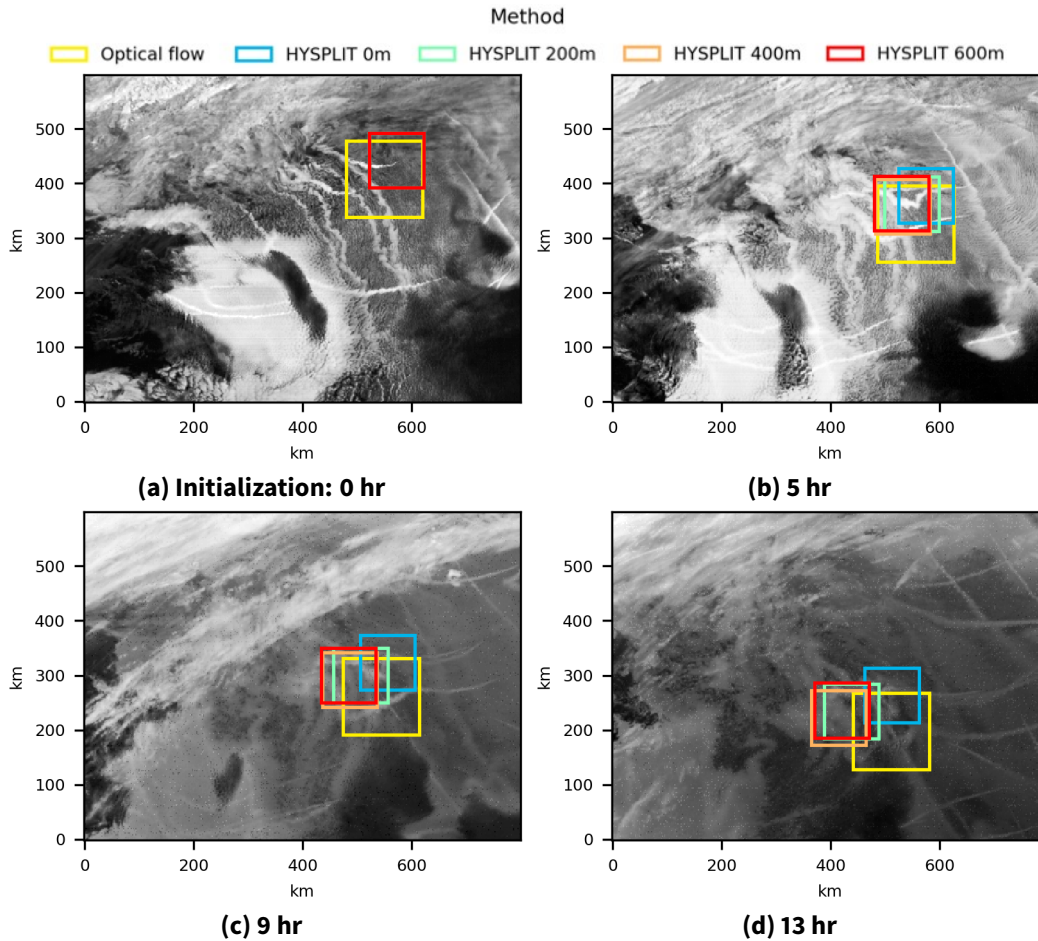 Method
Optical flow HYSPLIT 0m HYSPLIT 200m HYSPLIT 400m HYSPLIT 600m
500
400
300
200
100
0
km
0 200 400 600
km
(a) Initialization: 0 hr
500
400
300
200
100
0
km
0 200 400 600
km
(b) 5 hr
500
400
300
200
100
0
km
0 200 400 600
km
(c) 9 hr
500
400
300
200
100
0
km
0 200 400 600
km
(d) 13 hr